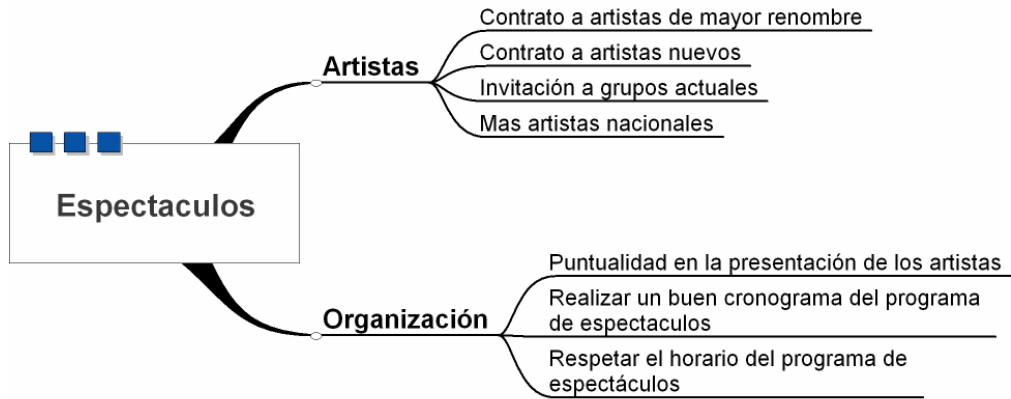 Espectaculos
Artistas
Contrato a artistas de mayor renombre
Contrato a artistas nuevos
Invitación a grupos actuales
Mas artistas nacionales
Organización
Puntualidad en la presentación de los artistas
Realizar un buen cronograma del programa
de espectaculos
Respetar el horario del programa de
espectáculos